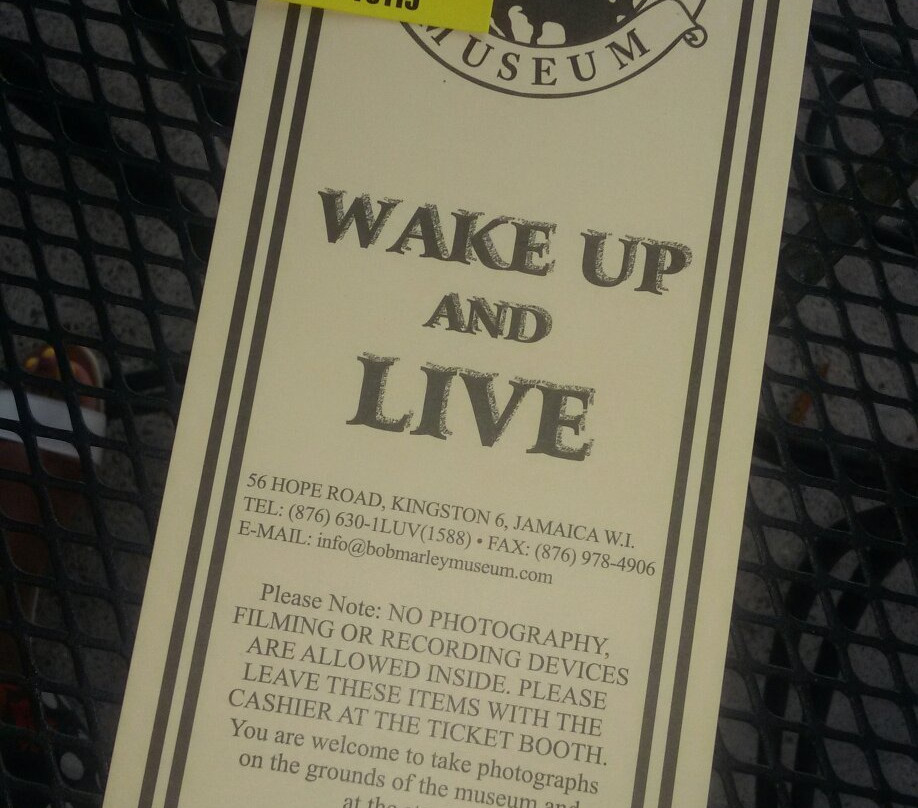 MUSEUM
WAKE UP
AND
LIVE
56 HOPE ROAD, KINGSTON 6, JAMAICA W.I.
TEL: (876) 630-1LUV(1588) • FAX: (876) 978-4906
E-MAIL: info@bobmarleymuseum.com
Please Note: NO PHOTOGRAPHY,
FILMING OR RECORDING DEVICES
ARE ALLOWED INSIDE. PLEASE
LEAVE THESE ITEMS WITH THE
CASHIER AT THE TICKET BOOTH.
You are welcome to take photographs
on the grounds of the museum and
at the